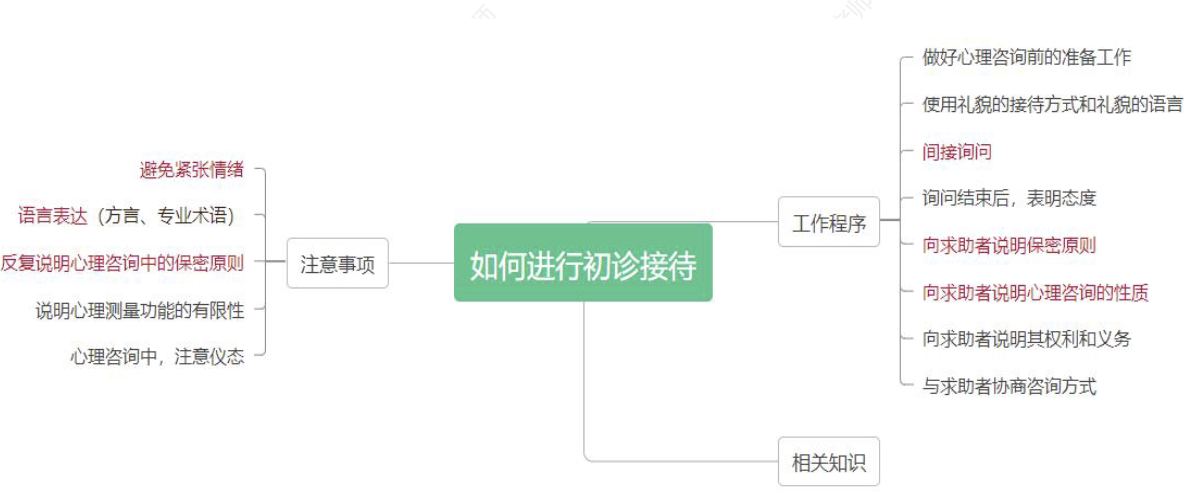 如何进行初诊接待
工作程序
做好心理咨询前的准备工作
使用礼貌的接待方式和礼貌的语言
间接询问
询问结束后，表明态度
向求助者说明保密原则
向求助者说明心理咨询的性质
向求助者说明其权利和义务
与求助者协商咨询方式
相关知识
注意事项
避免紧张情绪
语言表达（方言、专业术语）
反复说明心理咨询中的保密原则
说明心理测量功能的有限性
心理咨询中，注意仪态